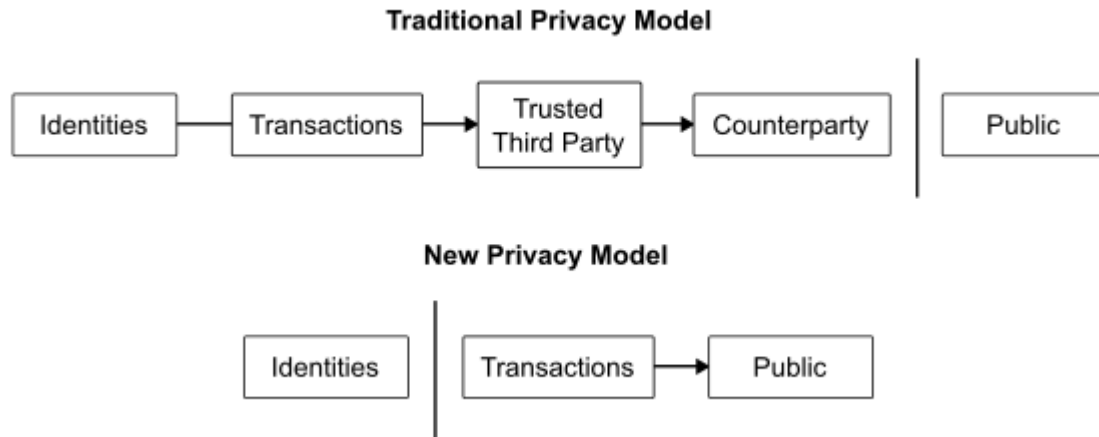 Traditional Privacy Model
Identities
Transactions
Trusted
Third Party
Counterparty
Public
New Privacy Model
Identities
Transactions
Public